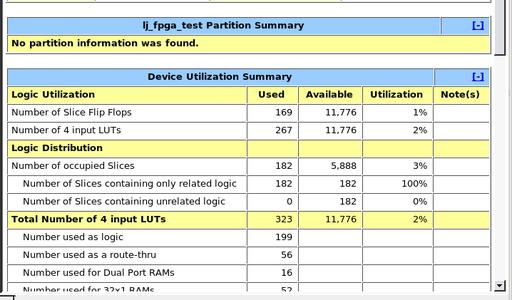 lj_fpga_test Partition Summary [-]
No partition information was found.
Device Utilization Summary [-]
Logic Utilization Used Available Utilization Note(s)
Number of Slice Flip Flops 169 11,776 1%
Number of 4 input LUTs 267 11,776 2%
Logic Distribution
Number of occupied Slices 182 5,888 3%
Number of Slices containing only related logic 182 182 100%
Number of Slices containing unrelated logic 0 182 0%
Total Number of 4 input LUTs 323 11,776 2%
Number used as logic 199
Number used as a route-thru 56
Number used for Dual Port RAMs 16
Number used for 32x1 RAMs 52